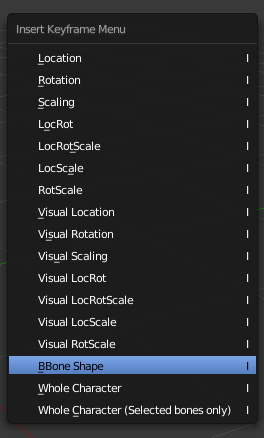 Insert Keyframe Menu
Location I
Rotation I
Scaling I
LocRot I
LocRotScale I
LocScale I
RotScale I
Visual Location I
Visual Rotation I
Visual Scaling I
Visual LocRot I
Visual LocRotScale I
Visual LocScale I
Visual RotScale I
BBone Shape I
Whole Character I
Whole Character (Selected bones only) I